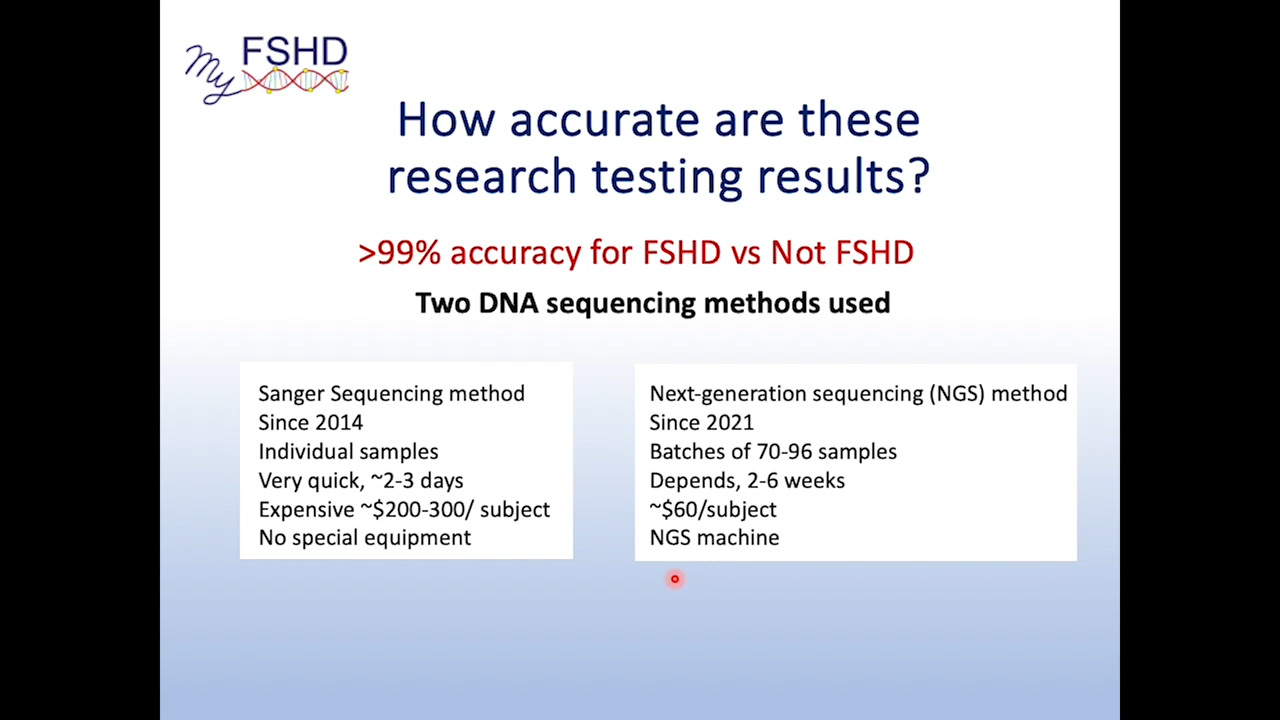 My FSHD
How accurate are these
research testing results?
>99% accuracy for FSHD vs Not FSHD
Two DNA sequencing methods used
Sanger Sequencing method
Since 2014
Individual samples
Very quick, ~2-3 days
Expensive ~$200-300/ subject
No special equipment
Next-generation sequencing (NGS) method
Since 2021
Batches of 70-96 samples
Depends, 2-6 weeks
~$60/subject
NGS machine